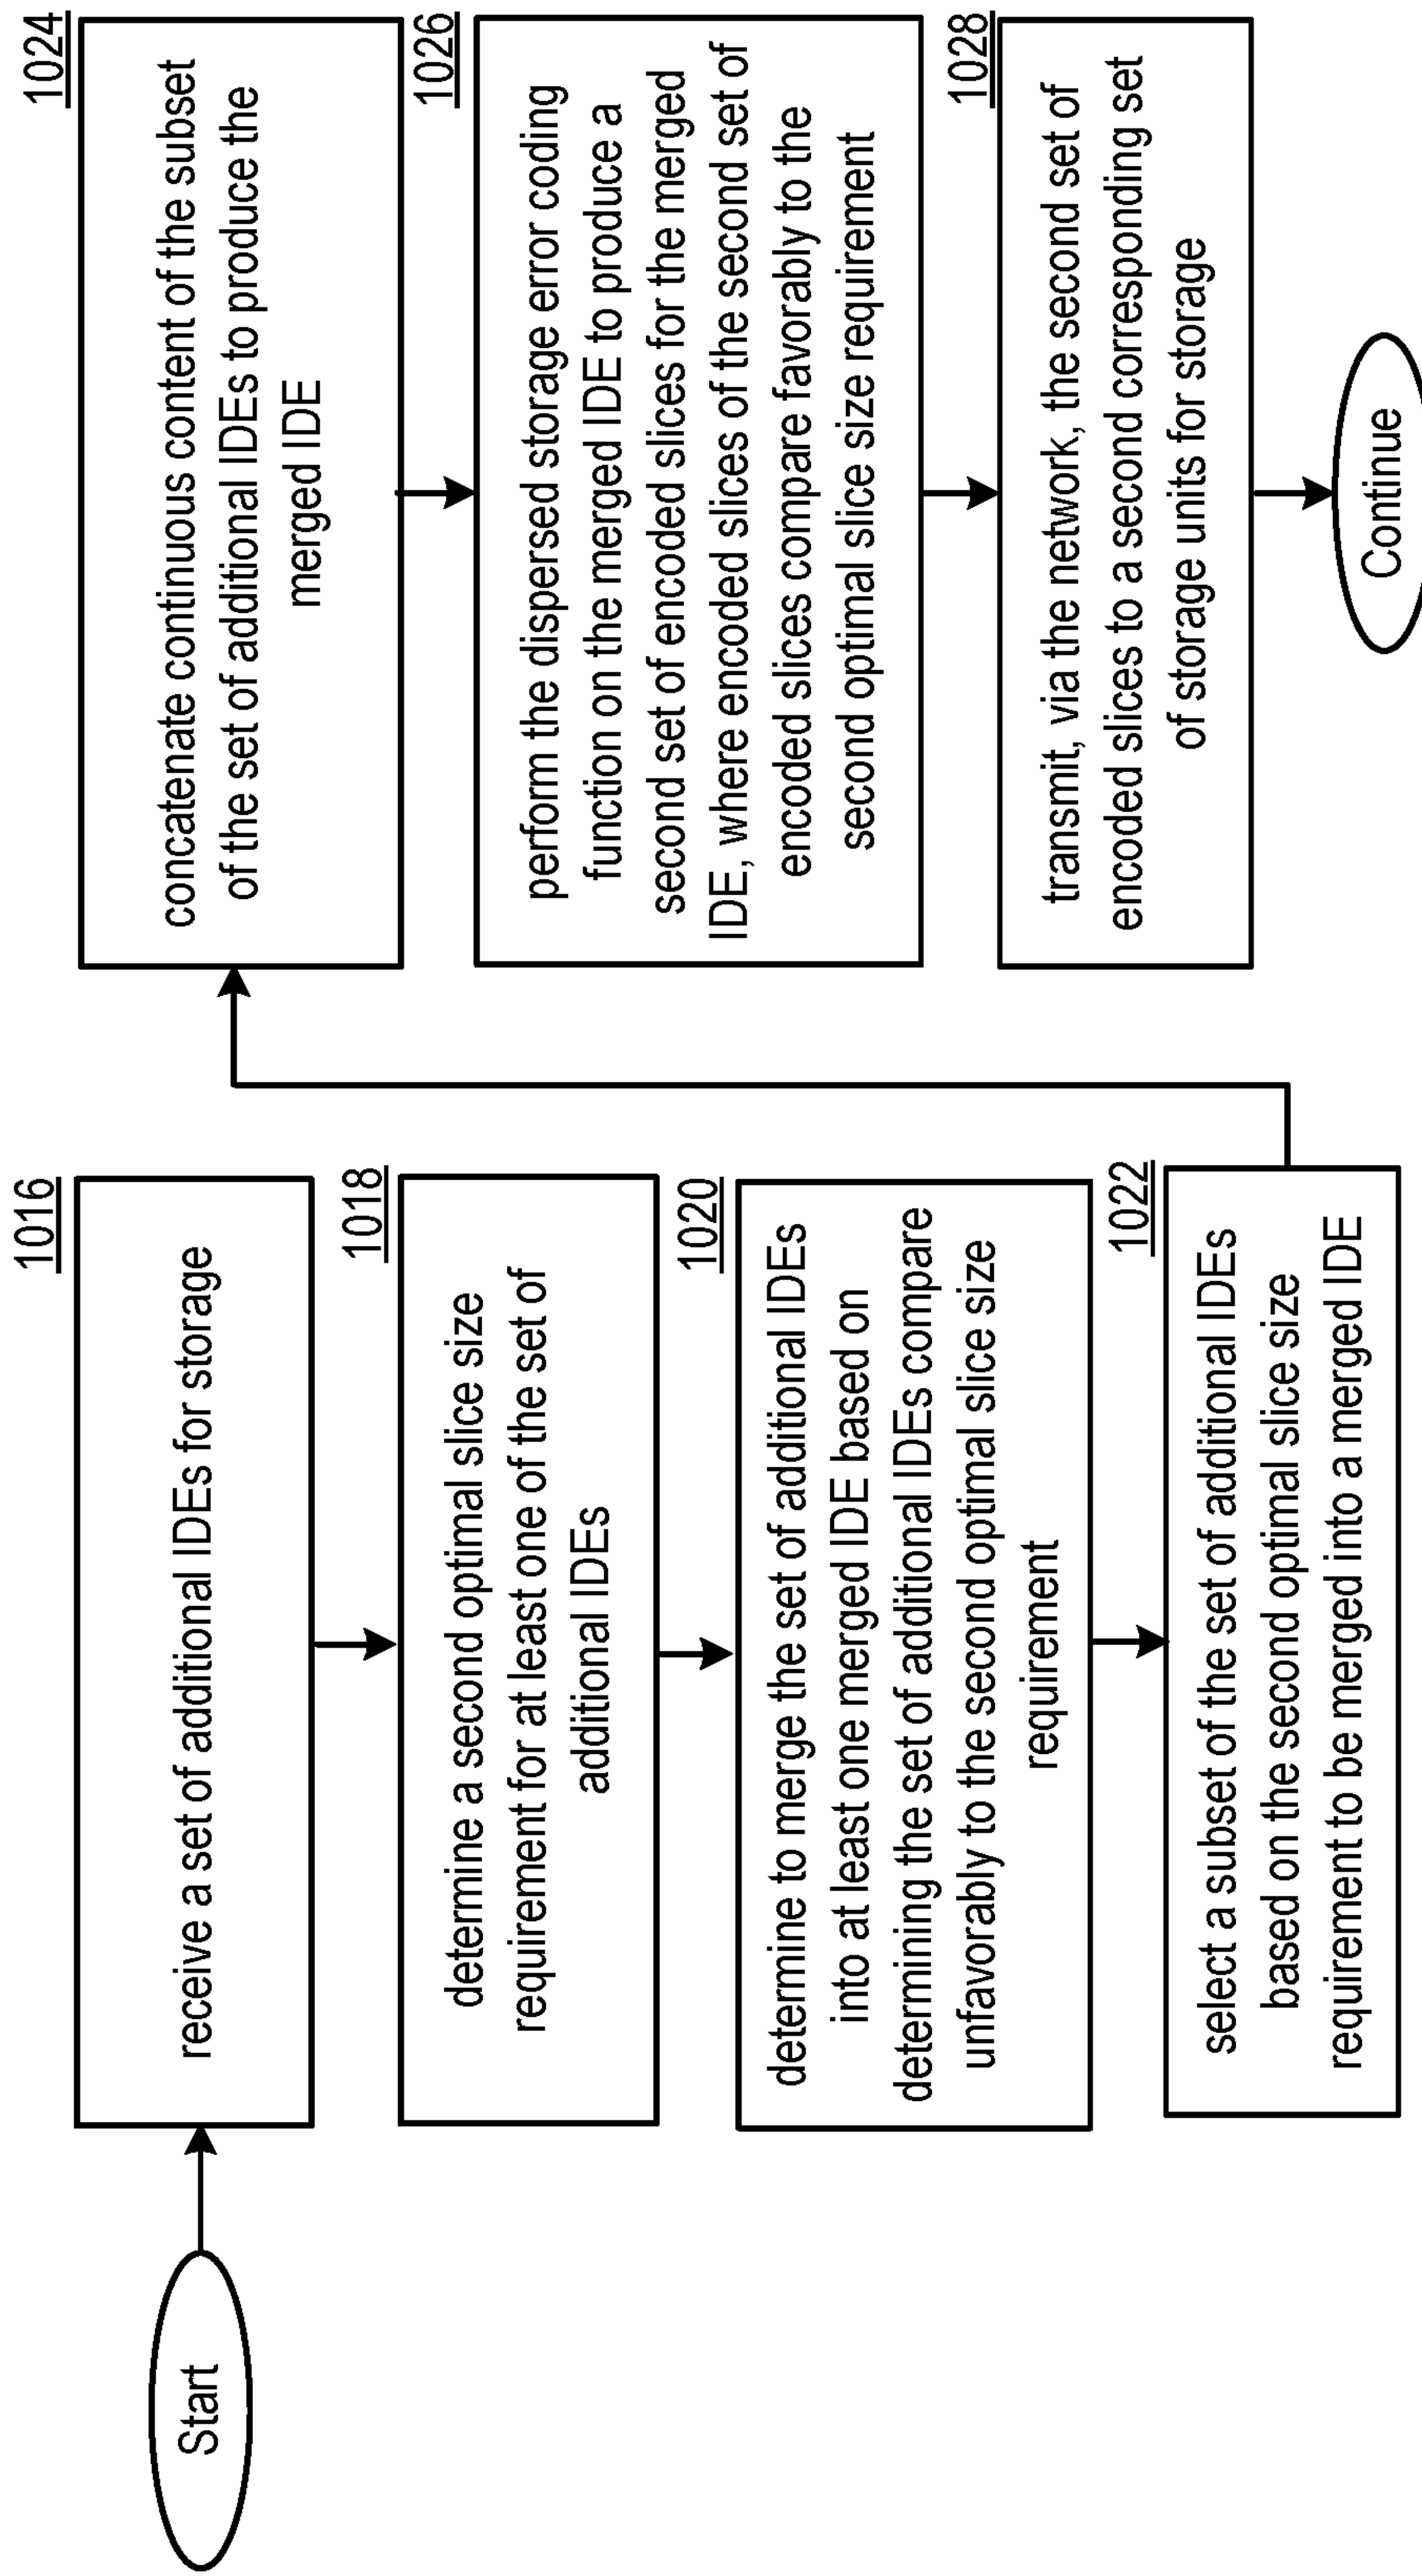 Start
1016
receive a set of additional IDEs for storage
1018
determine a second optimal slice size
requirement for at least one of the set of
additional IDEs
1020
determine to merge the set of additional IDEs
into at least one merged IDE based on
determining the set of additional IDEs compare
unfavorably to the second optimal slice size
requirement
1022
select a subset of the set of additional IDEs
based on the second optimal slice size
requirement to be merged into a merged IDE
1024
concatenate continuous content of the subset
of the set of additional IDEs to produce the
merged IDE
1026
perform the dispersed storage error coding
function on the merged IDE to produce a
second set of encoded slices for the merged
IDE, where encoded slices of the second set of
encoded slices compare favorably to the
second optimal slice size requirement
1028
transmit, via the network, the second set of
encoded slices to a second corresponding set
of storage units for storage
Continue